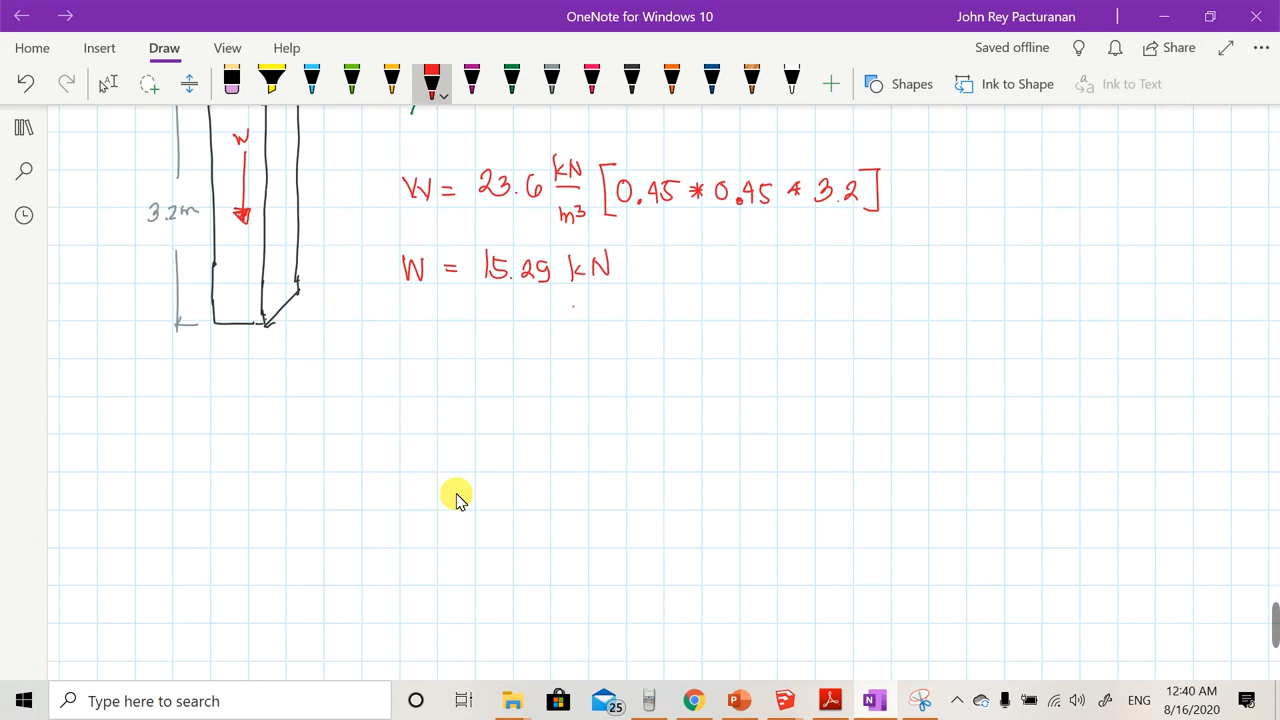 OneNote for Windows 10
John Rey Pacturanan
Home Insert Draw View Help
Saved offline Share
Shapes Ink to Shape Ink to Text
W
3.2m
W = 23.6 kN/m³ [0.45 * 0.45 * 3.2]
W = 15.29 kN
Type here to search
25
ENG
12:40 AM
8/16/2020